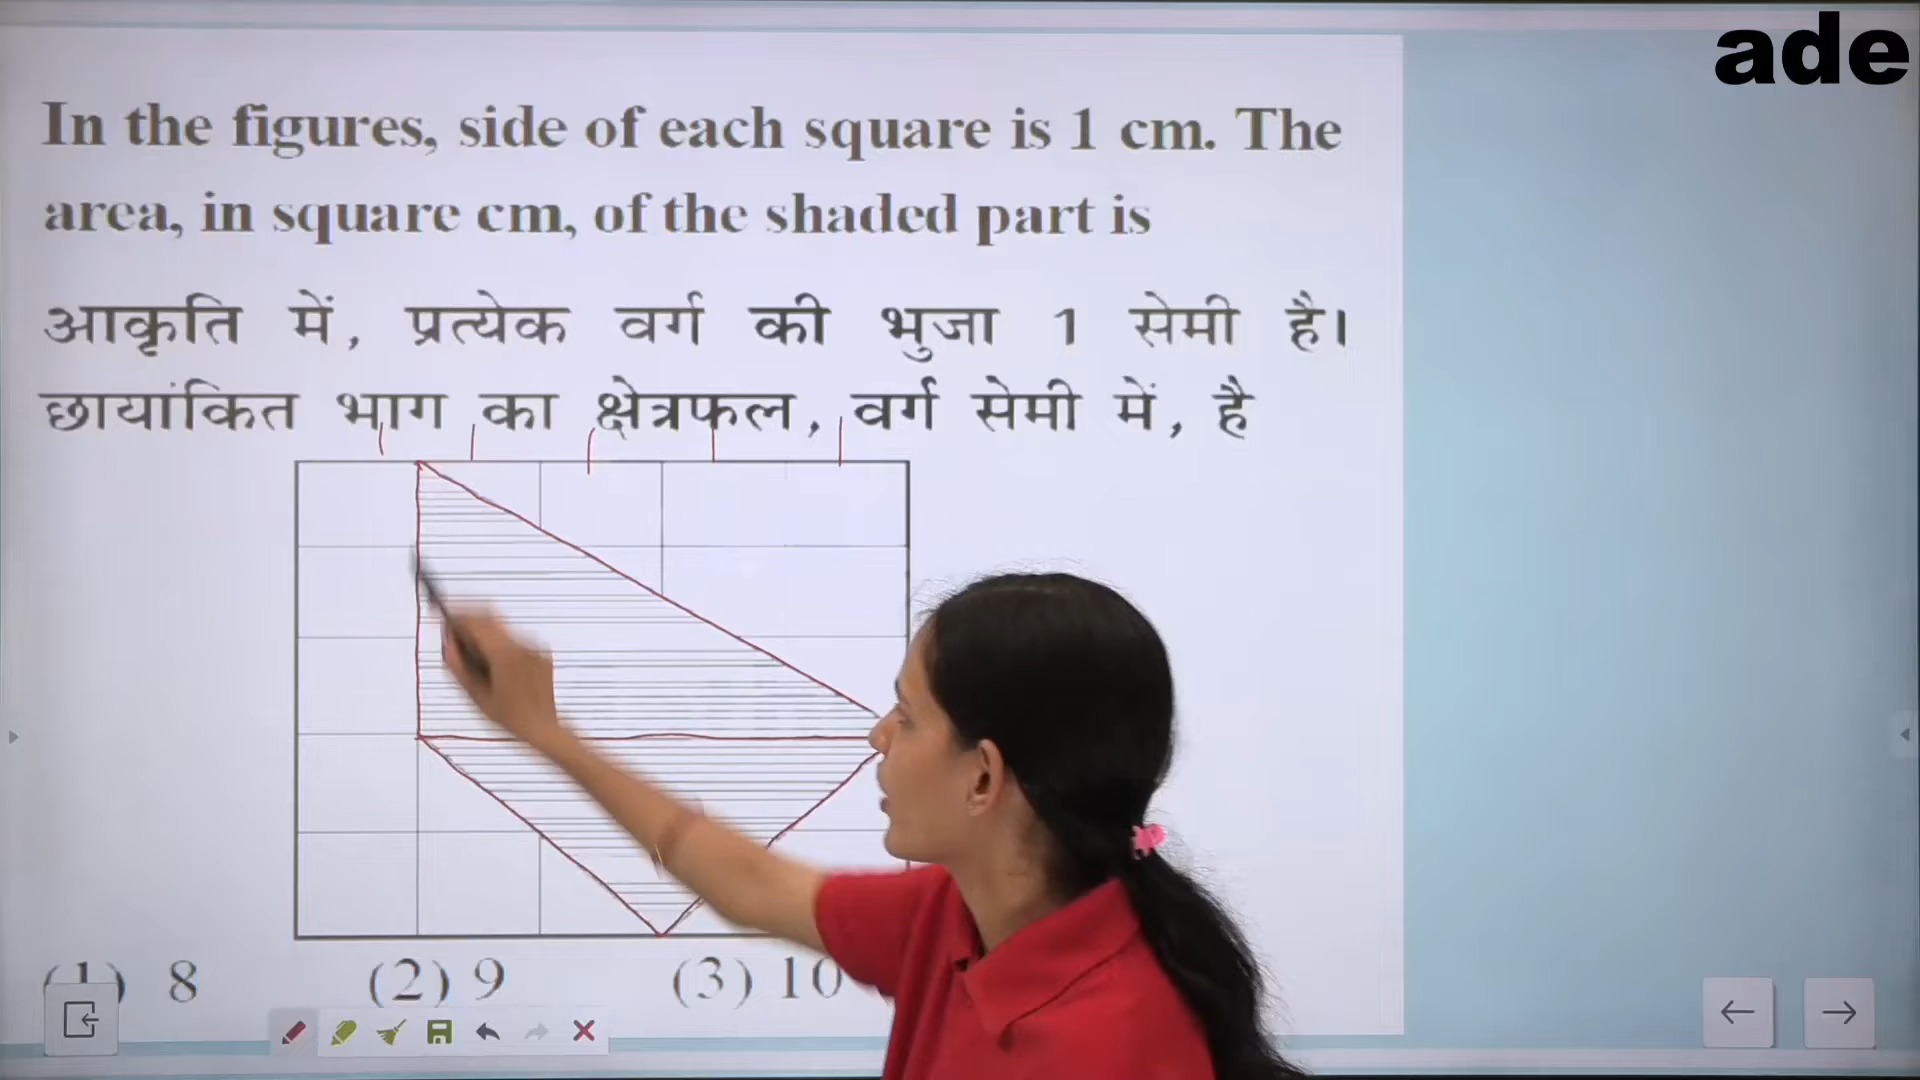 ade
In the figures, side of each square is 1 cm. The
area, in square cm, of the shaded part is
आकृति में, प्रत्येक वर्ग की भुजा 1 सेमी है।
छायांकित भाग का क्षेत्रफल, वर्ग सेमी में, है
(1) 8 (2) 9 (3) 10